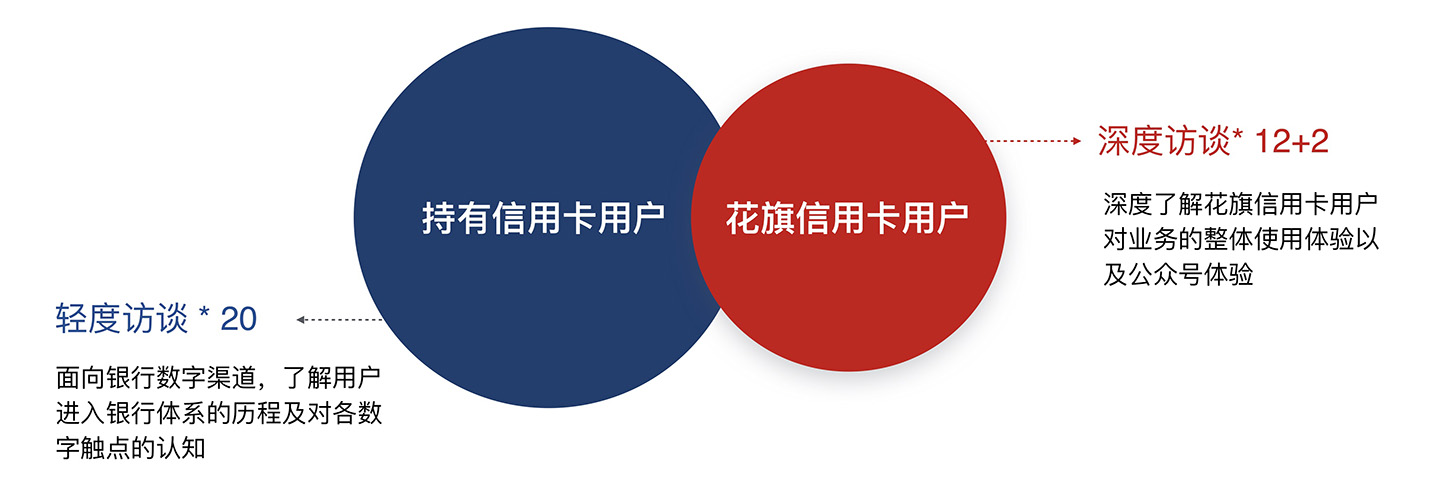 持有信用卡用户
花旗信用卡用户
深度访谈* 12+2
深度了解花旗信用卡用户
对业务的整体使用体验以
及公众号体验
轻度访谈 * 20
面向银行数字渠道，了解用户
进入银行体系的历程及对各数
字触点的认知